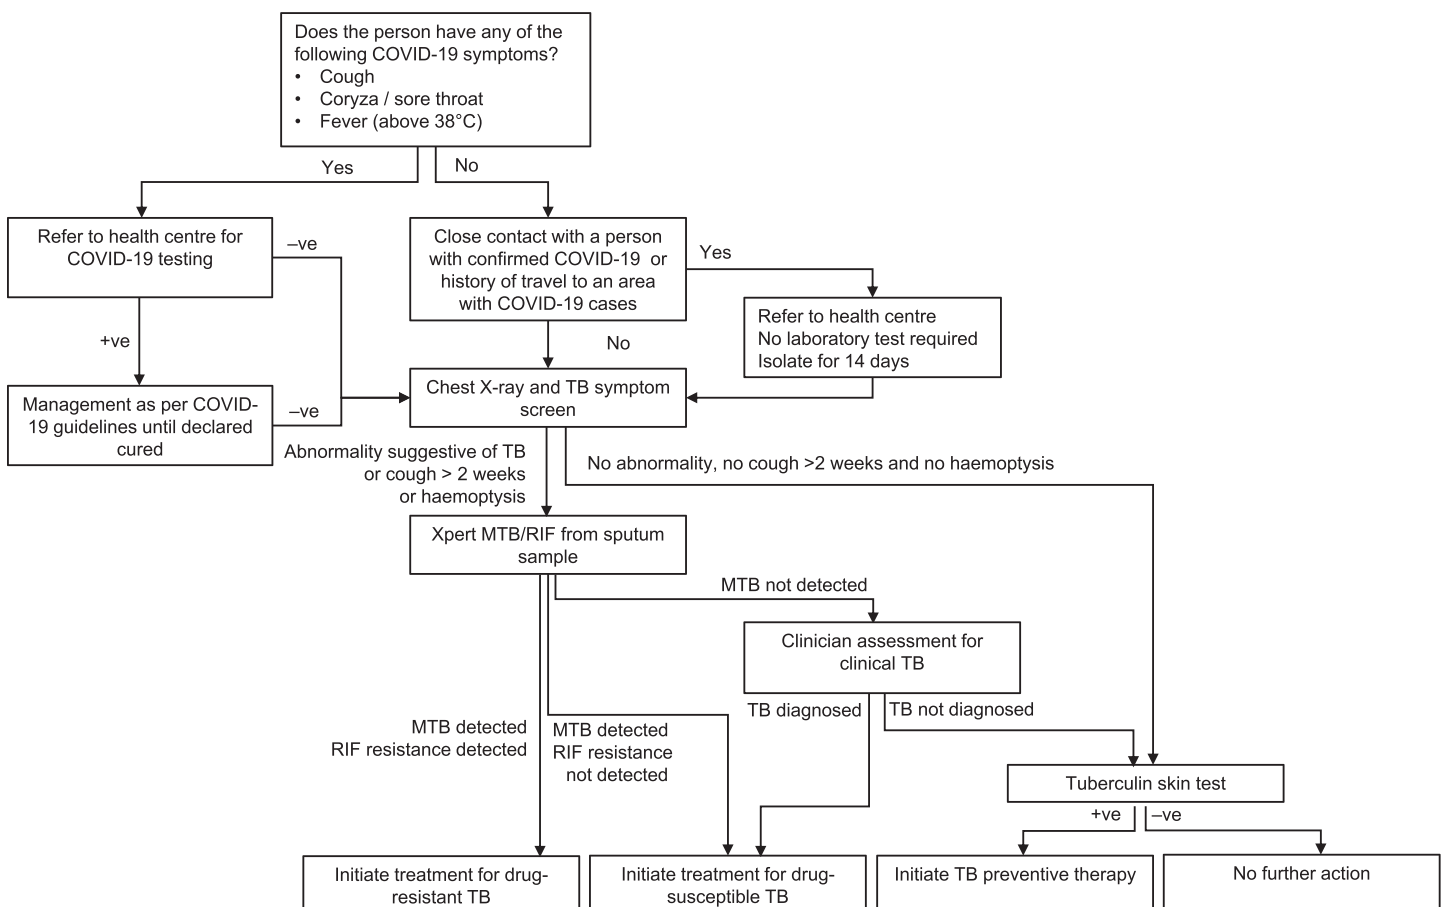 Does the person have any of the
following COVID-19 symptoms?
• Cough
• Coryza / sore throat
• Fever (above 38°C)
Yes
No
Refer to health centre for
COVID-19 testing
–ve
Close contact with a person
with confirmed COVID-19 or
history of travel to an area
with COVID-19 cases
Yes
Refer to health centre
No laboratory test required
Isolate for 14 days
+ve
No
Management as per COVID-
19 guidelines until declared
cured
–ve
Chest X-ray and TB symptom
screen
Abnormality suggestive of TB
or cough > 2 weeks
or haemoptysis
No abnormality, no cough >2 weeks and no haemoptysis
Xpert MTB/RIF from sputum
sample
MTB not detected
Clinician assessment for
clinical TB
MTB detected
RIF resistance detected
MTB detected
RIF resistance
not detected
TB diagnosed
TB not diagnosed
Tuberculin skin test
+ve
–ve
Initiate treatment for drug-
resistant TB
Initiate treatment for drug-
susceptible TB
Initiate TB preventive therapy
No further action